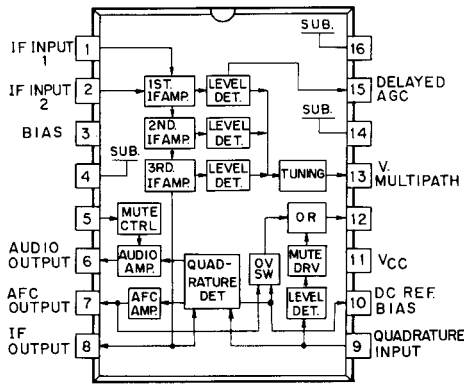 SUB.
IF INPUT
1
1
16
IF INPUT
2
2
1ST.
IFAMP.
LEVEL
DET.
15
DELAYED
AGC
BIAS
3
2ND.
IFAMP.
LEVEL
DET.
SUB.
14
SUB.
4
3RD.
IFAMP.
LEVEL
DET.
TUNING
13
V.
MULTIPATH
5
MUTE
CTRL
OR
12
AUDIO
OUTPUT
6
AUDIO
AMP.
QUAD-
RATURE
DET
OV
SW
MUTE
DRV
11
VCC
AFC
OUTPUT
7
AFC
AMP.
LEVEL
DET.
10
DC REF.
BIAS
IF
OUTPUT
8
9
QUADRATURE
INPUT